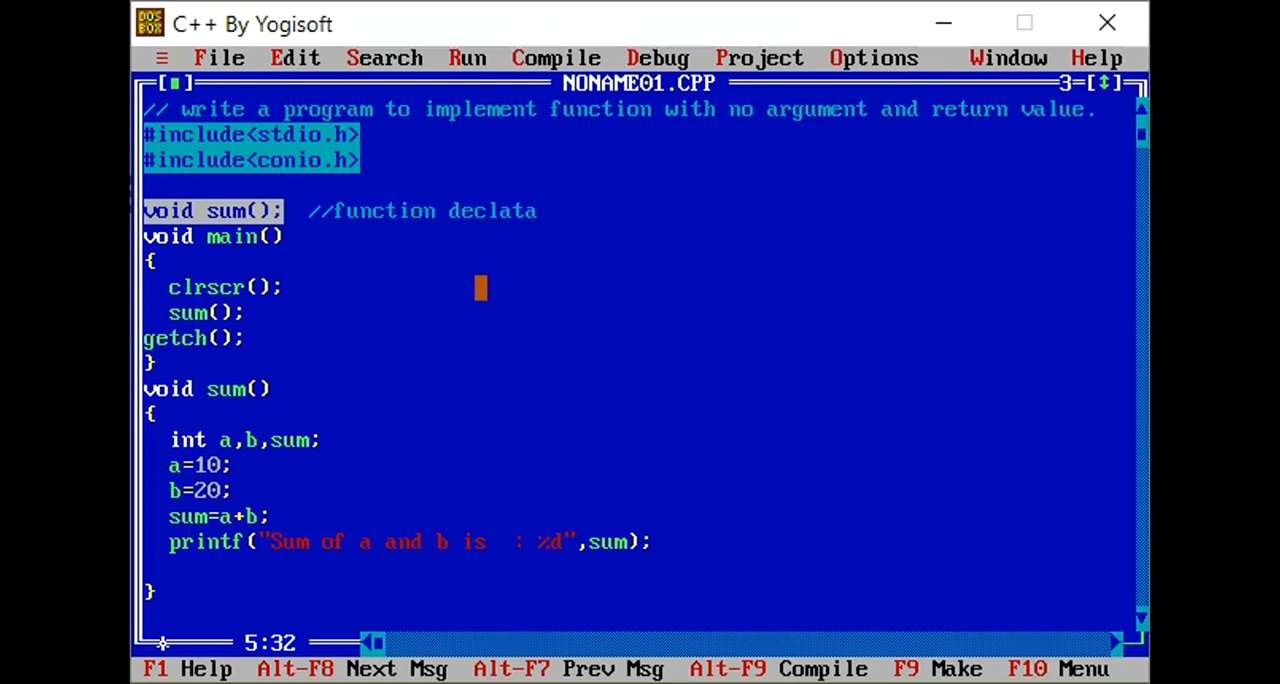 C++ By Yogisoft
≡ File Edit Search Run Compile Debug Project Options Window Help
[■] NONAME01.CPP 3=[↕]
// write a program to implement function with no argument and return value.
#include<stdio.h>
#include<conio.h>
void sum(); //function declata
void main()
{
clrscr();
sum();
getch();
}
void sum()
{
int a,b,sum;
a=10;
b=20;
sum=a+b;
printf("Sum of a and b is  : %d",sum);
}
5:32
F1 Help Alt-F8 Next Msg Alt-F7 Prev Msg Alt-F9 Compile F9 Make F10 Menu